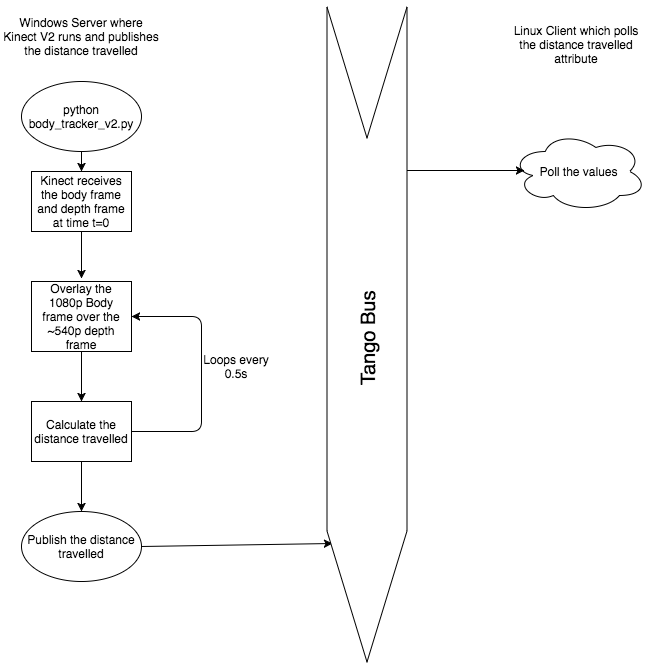 Windows Server where
Kinect V2 runs and publishes
the distance travelled
Linux Client which polls
the distance travelled
attribute
python
body_tracker_v2.py
Kinect receives
the body frame
and depth frame
at time t=0
Overlay the
1080p Body
frame over the
~540p depth
frame
Loops every
0.5s
Calculate the
distance travelled
Publish the distance
travelled
Tango Bus
Poll the values